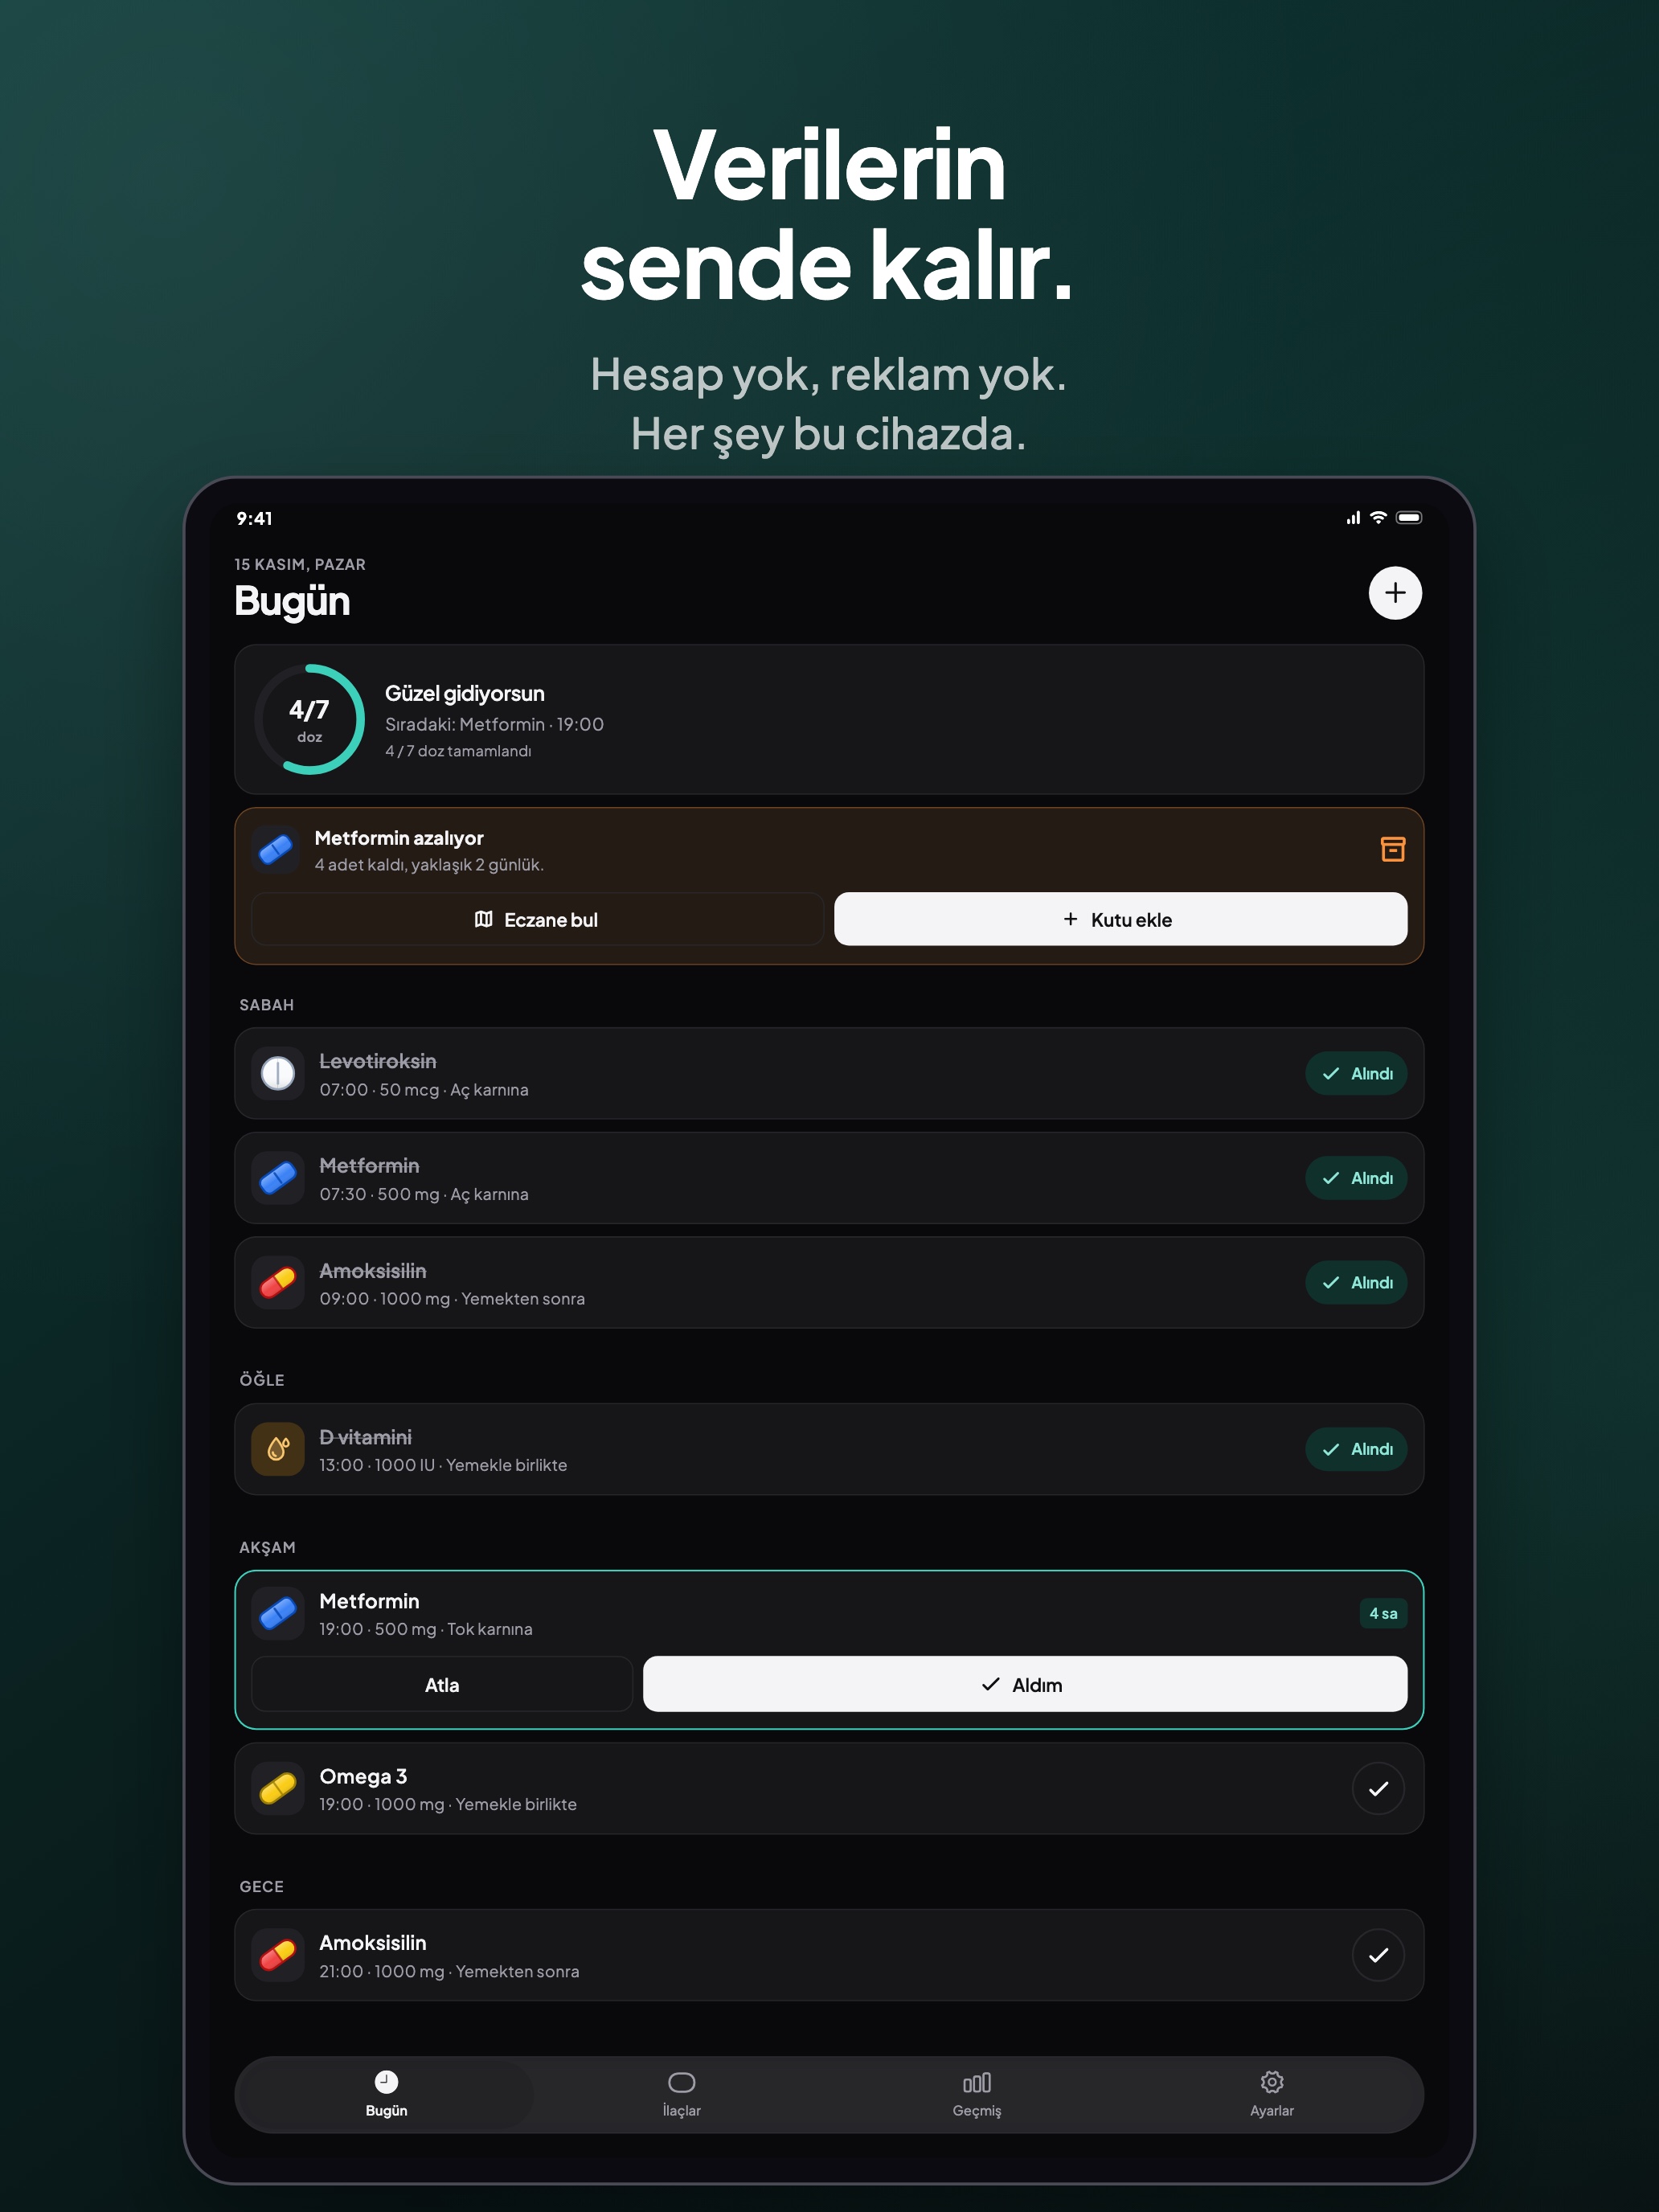 Verilerin
sende kalır.
Hesap yok, reklam yok.
Her şey bu cihazda.
9:41
15 KASIM, PAZAR
Bugün
4/7
doz
Güzel gidiyorsun
Sıradaki: Metformin · 19:00
4 / 7 doz tamamlandı
Metformin azalıyor
4 adet kaldı, yaklaşık 2 günlük.
Eczane bul
Kutu ekle
SABAH
Levotiroksin
07:00 · 50 mcg · Aç karnına
Alındı
Metformin
07:30 · 500 mg · Aç karnına
Alındı
Amoksisilin
09:00 · 1000 mg · Yemekten sonra
Alındı
ÖĞLE
D vitamini
13:00 · 1000 IU · Yemekle birlikte
Alındı
AKŞAM
Metformin
19:00 · 500 mg · Tok karnına
4 sa
Atla
Aldım
Omega 3
19:00 · 1000 mg · Yemekle birlikte
GECE
Amoksisilin
21:00 · 1000 mg · Yemekten sonra
Bugün
İlaçlar
Geçmiş
Ayarlar